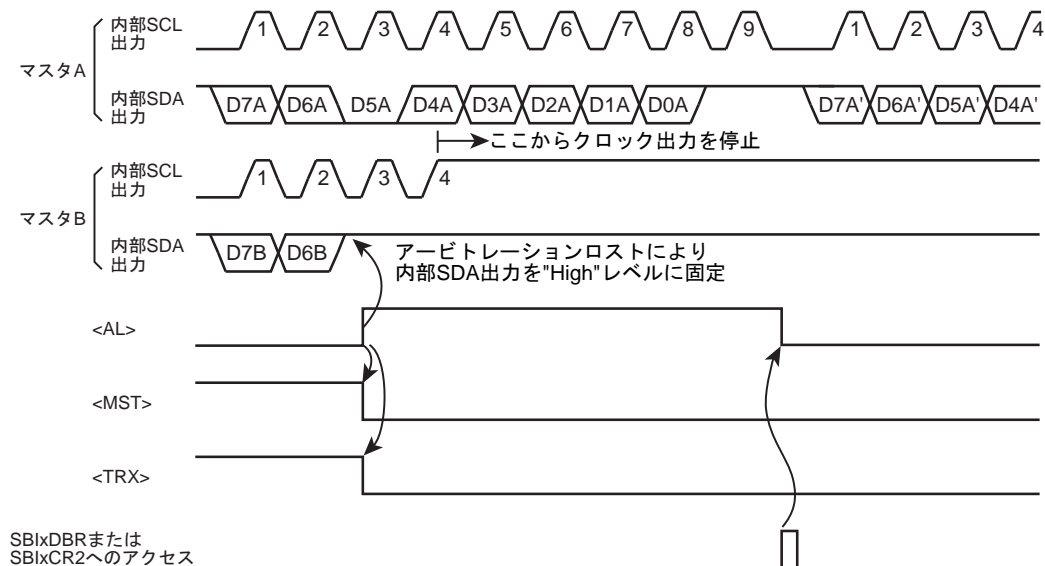 マスタA
内部SCL
出力
1 2 3 4 5 6 7 8 9 1 2 3 4
内部SDA
出力
D7A D6A D5A D4A D3A D2A D1A D0A D7A' D6A' D5A' D4A'
ここからクロック出力を停止
マスタB
内部SCL
出力
1 2 3 4
内部SDA
出力
D7B D6B
アービトレーションロストにより
内部SDA出力を"High"レベルに固定
<AL>
<MST>
<TRX>
SBIxDBRまたは
SBIxCR2へのアクセス